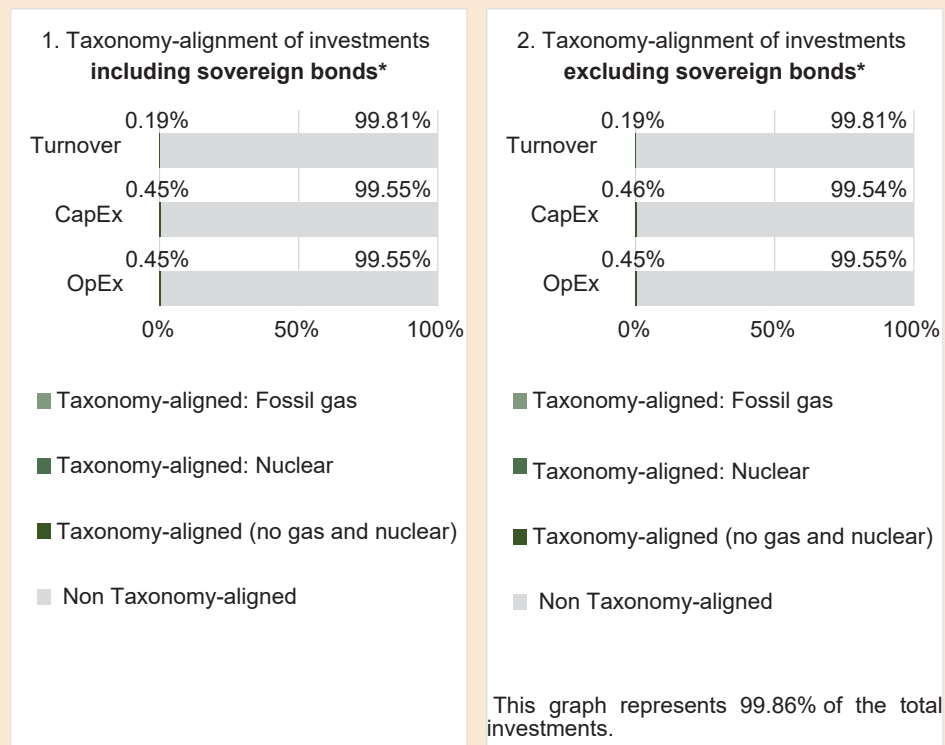 1. Taxonomy-alignment of investments
including sovereign bonds*
0.19% 99.81%
Turnover
0.45% 99.55%
CapEx
0.45% 99.55%
OpEx
0% 50% 100%
Taxonomy-aligned: Fossil gas
Taxonomy-aligned: Nuclear
Taxonomy-aligned (no gas and nuclear)
Non Taxonomy-aligned
2. Taxonomy-alignment of investments
excluding sovereign bonds*
0.19% 99.81%
Turnover
0.46% 99.54%
CapEx
0.45% 99.55%
OpEx
0% 50% 100%
Taxonomy-aligned: Fossil gas
Taxonomy-aligned: Nuclear
Taxonomy-aligned (no gas and nuclear)
Non Taxonomy-aligned
This graph represents 99.86% of the total
investments.